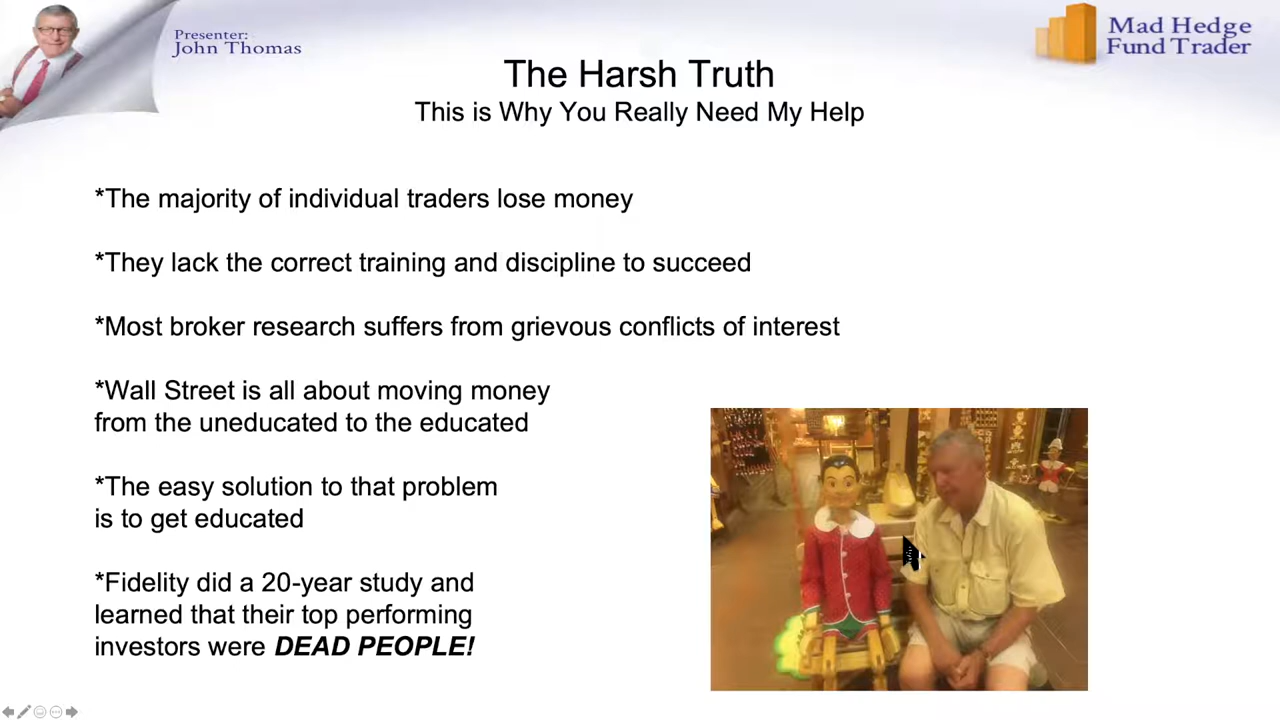 Presenter:
John Thomas
Mad Hedge
Fund Trader
The Harsh Truth
This is Why You Really Need My Help
*The majority of individual traders lose money
*They lack the correct training and discipline to succeed
*Most broker research suffers from grievous conflicts of interest
*Wall Street is all about moving money
from the uneducated to the educated
*The easy solution to that problem
is to get educated
*Fidelity did a 20-year study and
learned that their top performing
investors were DEAD PEOPLE!